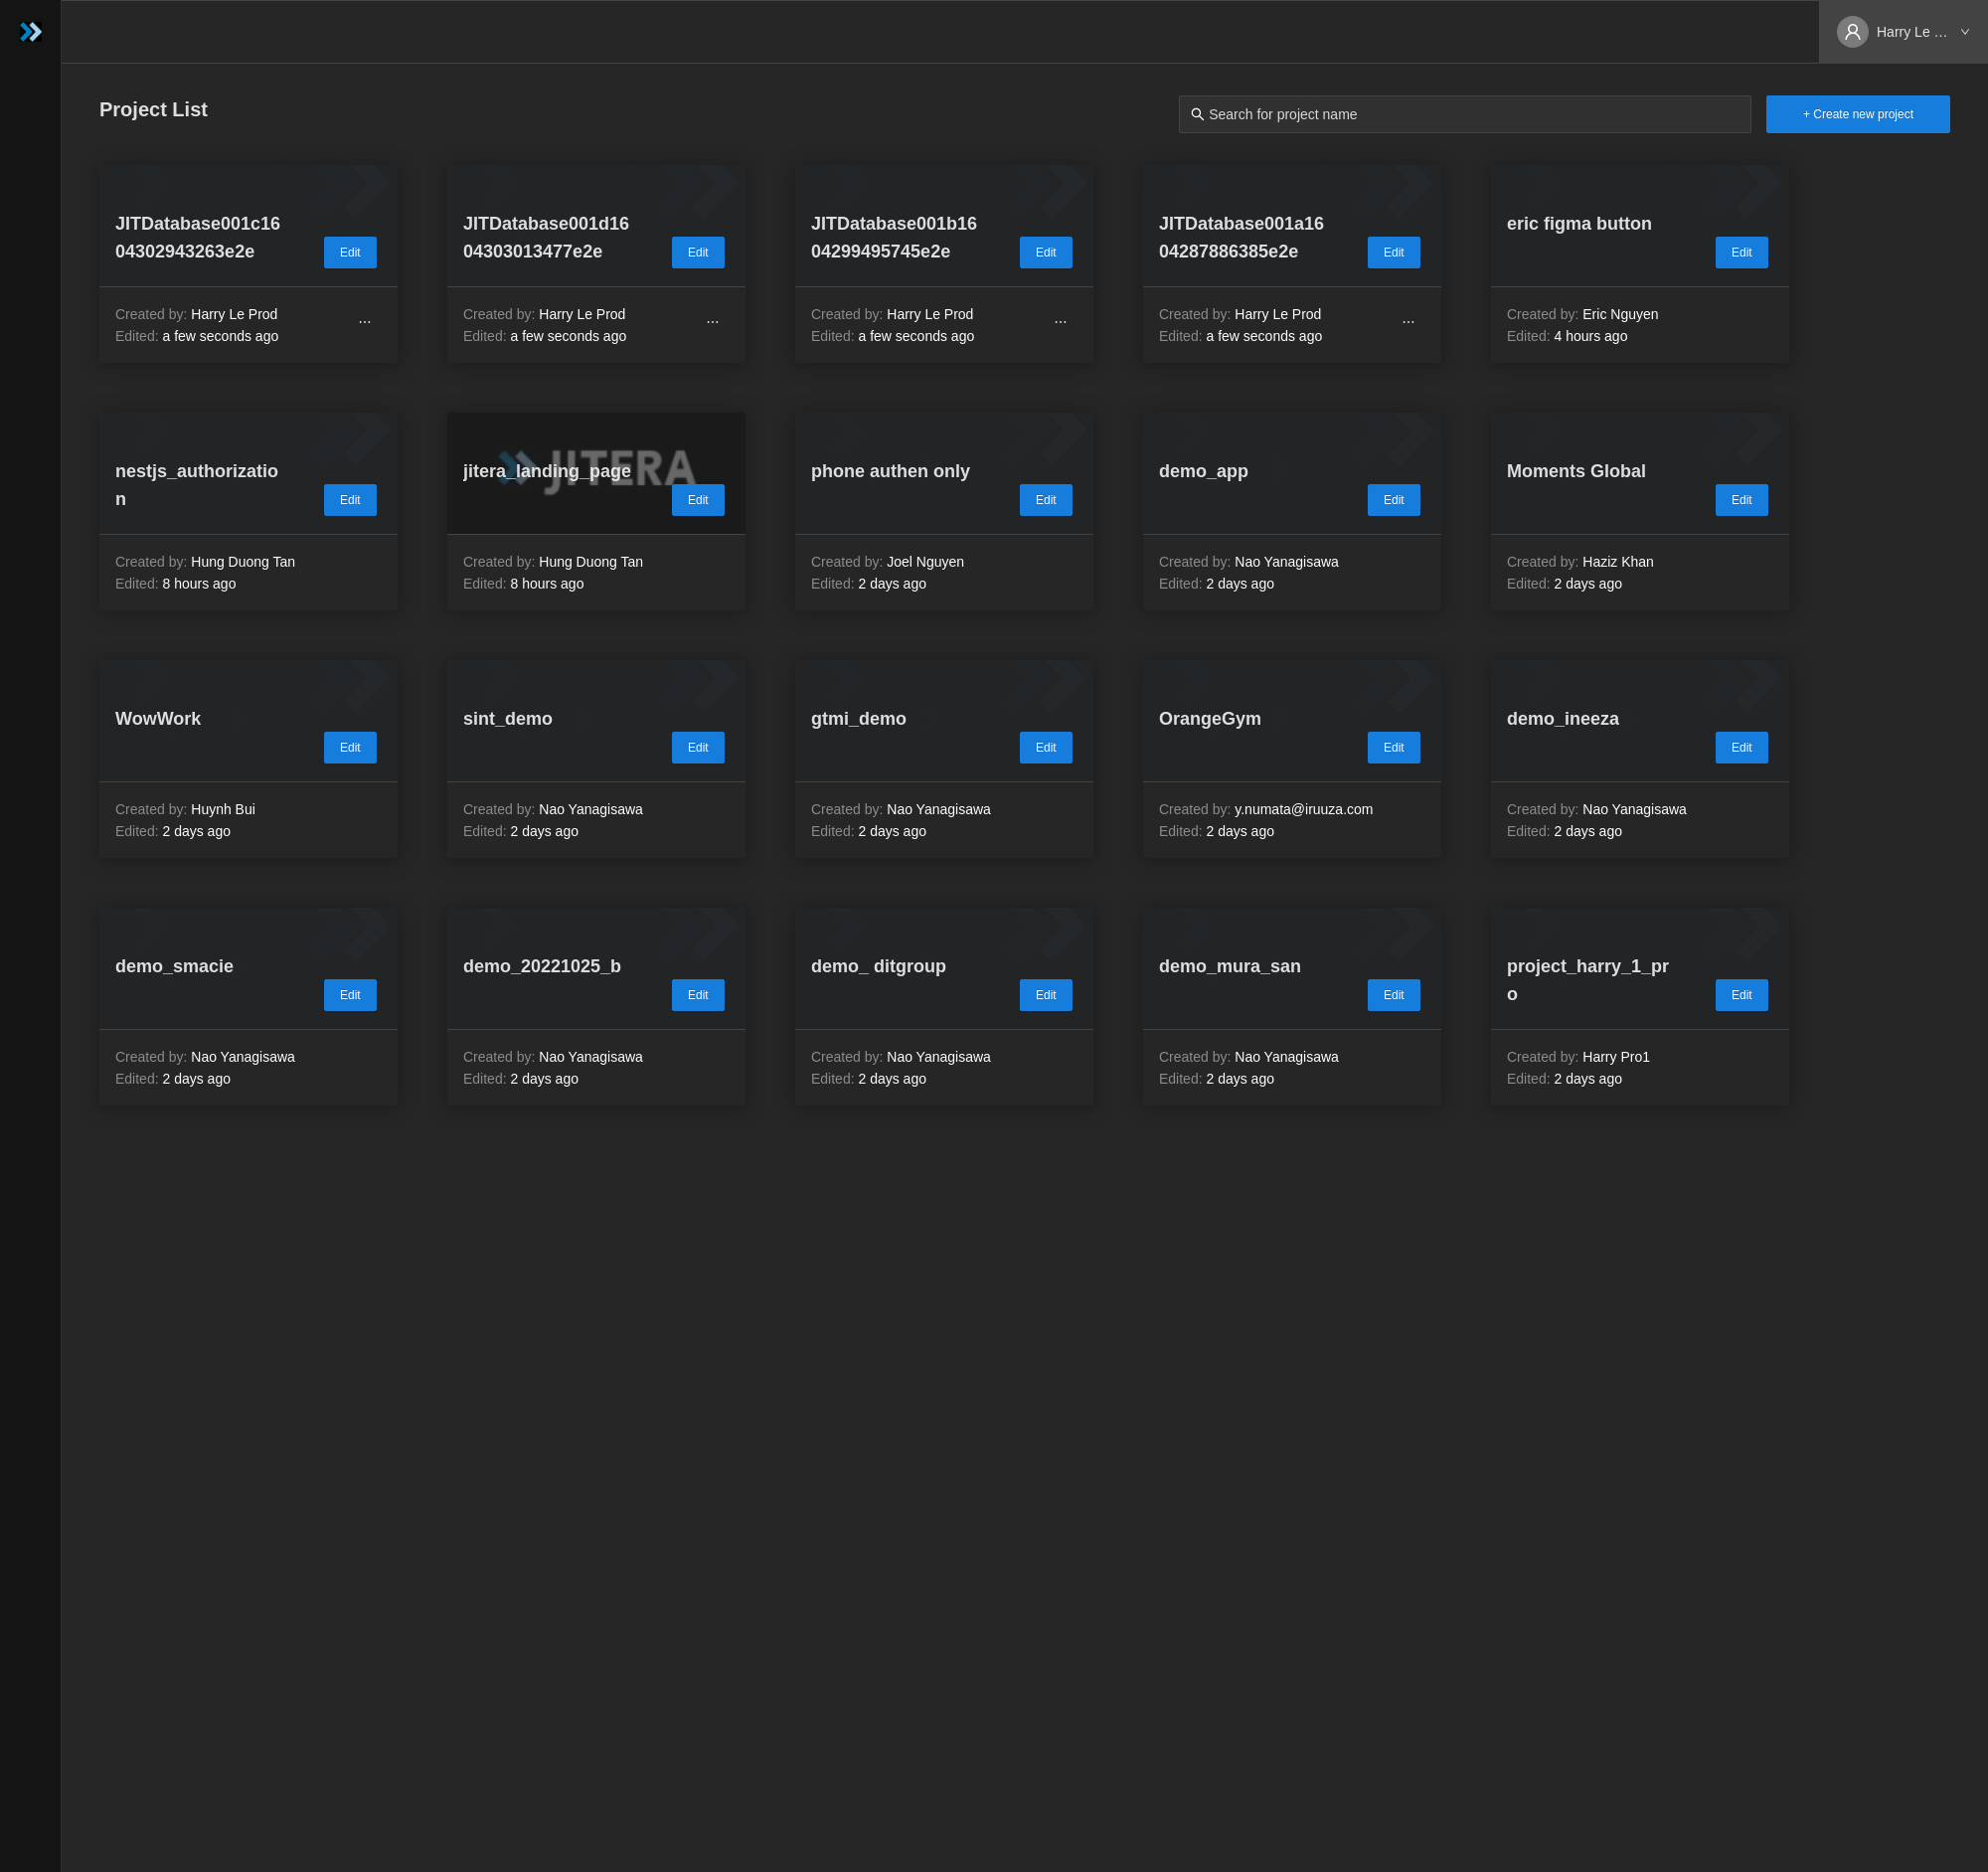 Harry Le ...
Project List
Search for project name
+ Create new project
JITDatabase001c16
04302943263e2e
Edit
Created by: Harry Le Prod
Edited: a few seconds ago
...
JITDatabase001d16
04303013477e2e
Edit
Created by: Harry Le Prod
Edited: a few seconds ago
...
JITDatabase001b16
04299495745e2e
Edit
Created by: Harry Le Prod
Edited: a few seconds ago
...
JITDatabase001a16
04287886385e2e
Edit
Created by: Harry Le Prod
Edited: a few seconds ago
...
eric figma button
Edit
Created by: Eric Nguyen
Edited: 4 hours ago
nestjs_authorizatio
n
Edit
Created by: Hung Duong Tan
Edited: 8 hours ago
JITERA
jitera_landing_page
Edit
Created by: Hung Duong Tan
Edited: 8 hours ago
phone authen only
Edit
Created by: Joel Nguyen
Edited: 2 days ago
demo_app
Edit
Created by: Nao Yanagisawa
Edited: 2 days ago
Moments Global
Edit
Created by: Haziz Khan
Edited: 2 days ago
WowWork
Edit
Created by: Huynh Bui
Edited: 2 days ago
sint_demo
Edit
Created by: Nao Yanagisawa
Edited: 2 days ago
gtmi_demo
Edit
Created by: Nao Yanagisawa
Edited: 2 days ago
OrangeGym
Edit
Created by: y.numata@iruuza.com
Edited: 2 days ago
demo_ineeza
Edit
Created by: Nao Yanagisawa
Edited: 2 days ago
demo_smacie
Edit
Created by: Nao Yanagisawa
Edited: 2 days ago
demo_20221025_b
Edit
Created by: Nao Yanagisawa
Edited: 2 days ago
demo_ ditgroup
Edit
Created by: Nao Yanagisawa
Edited: 2 days ago
demo_mura_san
Edit
Created by: Nao Yanagisawa
Edited: 2 days ago
project_harry_1_pr
o
Edit
Created by: Harry Pro1
Edited: 2 days ago